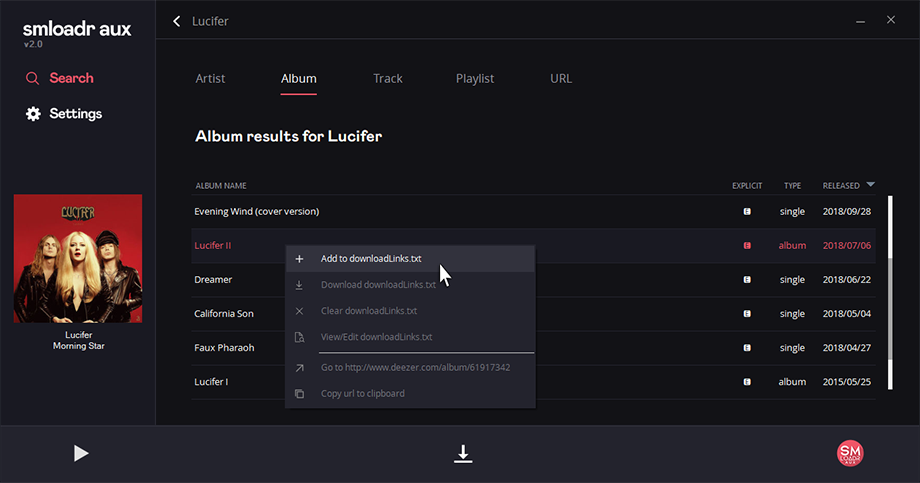 smloadr aux
v2.0
Search
Settings
LUCIFER
Lucifer
Morning Star
Lucifer
Artist Album Track Playlist URL
Album results for Lucifer
ALBUM NAME EXPLICIT TYPE RELEASED
Evening Wind (cover version) E single 2018/09/28
Lucifer II E album 2018/07/06
Dreamer E single 2018/06/22
California Son E single 2018/05/04
Faux Pharaoh E single 2018/04/27
Lucifer I E album 2015/05/25
Add to downloadLinks.txt
Download downloadLinks.txt
Clear downloadLinks.txt
View/Edit downloadLinks.txt
Go to http://www.deezer.com/album/61917342
Copy url to clipboard
SM
AUX